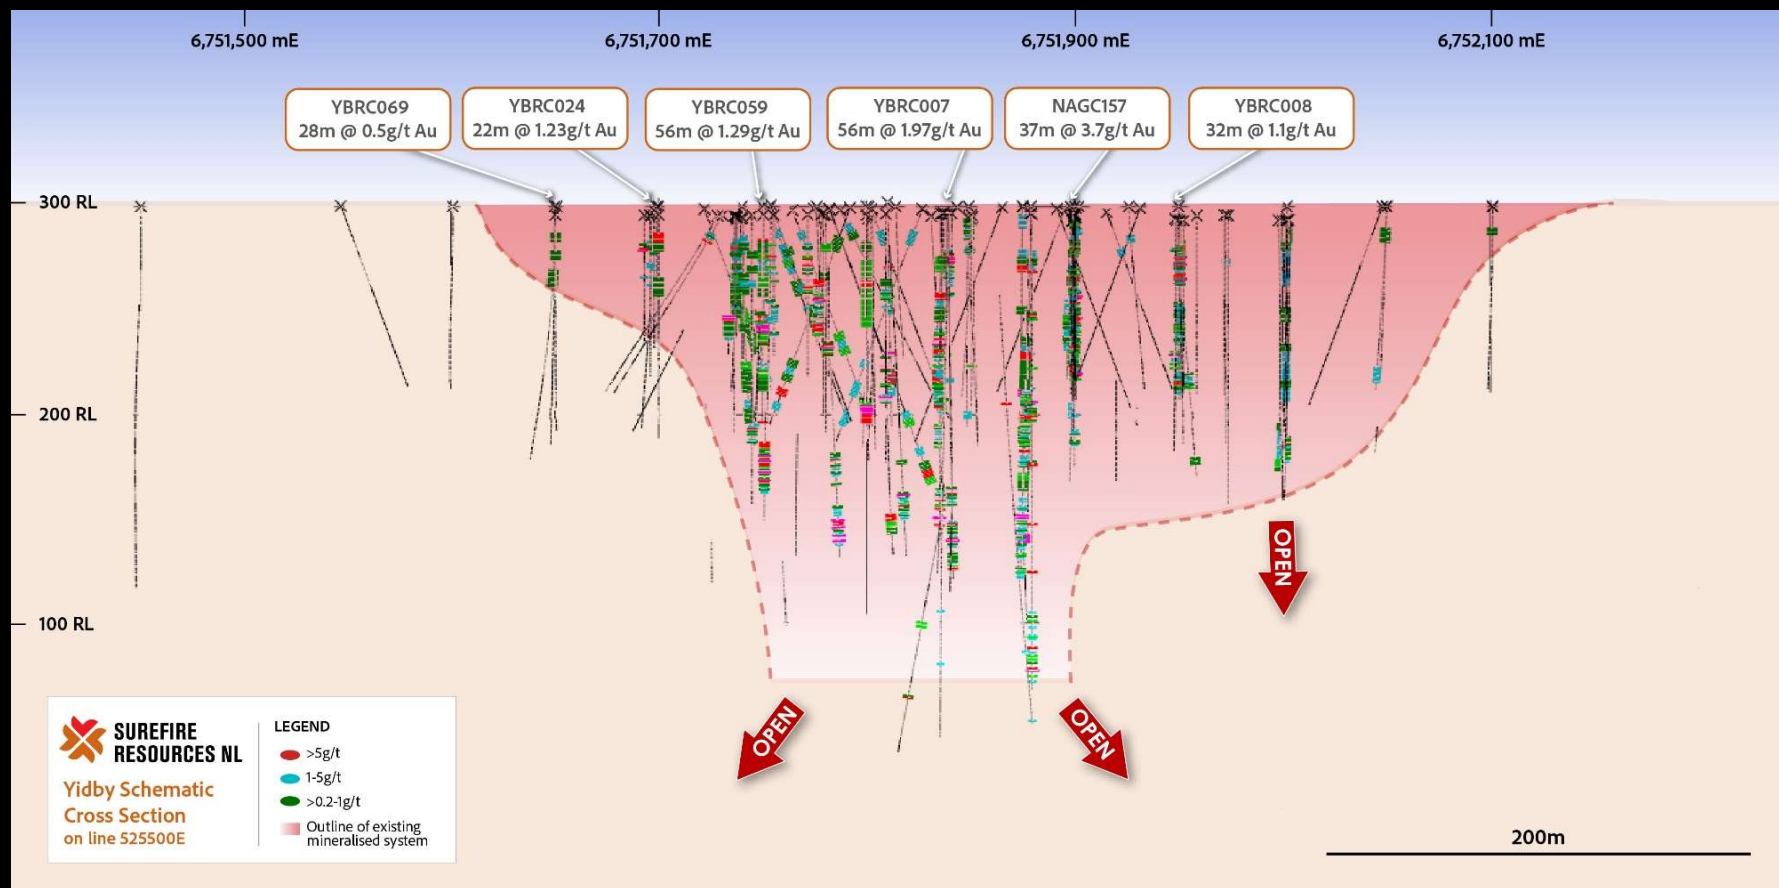 6,751,500 mE
6,751,700 mE
6,751,900 mE
6,752,100 mE
YBRC069
28m @ 0.5g/t Au
YBRC024
22m @ 1.23g/t Au
YBRC059
56m @ 1.29g/t Au
YBRC007
56m @ 1.97g/t Au
NAGC157
37m @ 3.7g/t Au
YBRC008
32m @ 1.1g/t Au
300 RL
200 RL
100 RL
OPEN
OPEN
OPEN
SUREFIRE
RESOURCES NL
Yidby Schematic
Cross Section
on line 525500E
LEGEND
>5g/t
1-5g/t
>0.2-1g/t
Outline of existing
mineralised system
200m